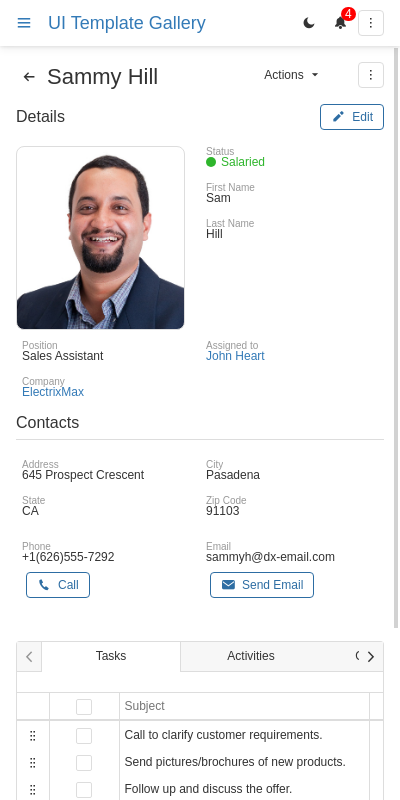 UI Template Gallery
4
Sammy Hill
Actions
Details
Edit
Status
Salaried
First Name
Sam
Last Name
Hill
Position
Sales Assistant
Assigned to
John Heart
Company
ElectrixMax
Contacts
Address
645 Prospect Crescent
City
Pasadena
State
CA
Zip Code
91103
Phone
+1(626)555-7292
Email
sammyh@dx-email.com
Call
Send Email
Tasks
Activities
Subject
Call to clarify customer requirements.
Send pictures/brochures of new products.
Follow up and discuss the offer.